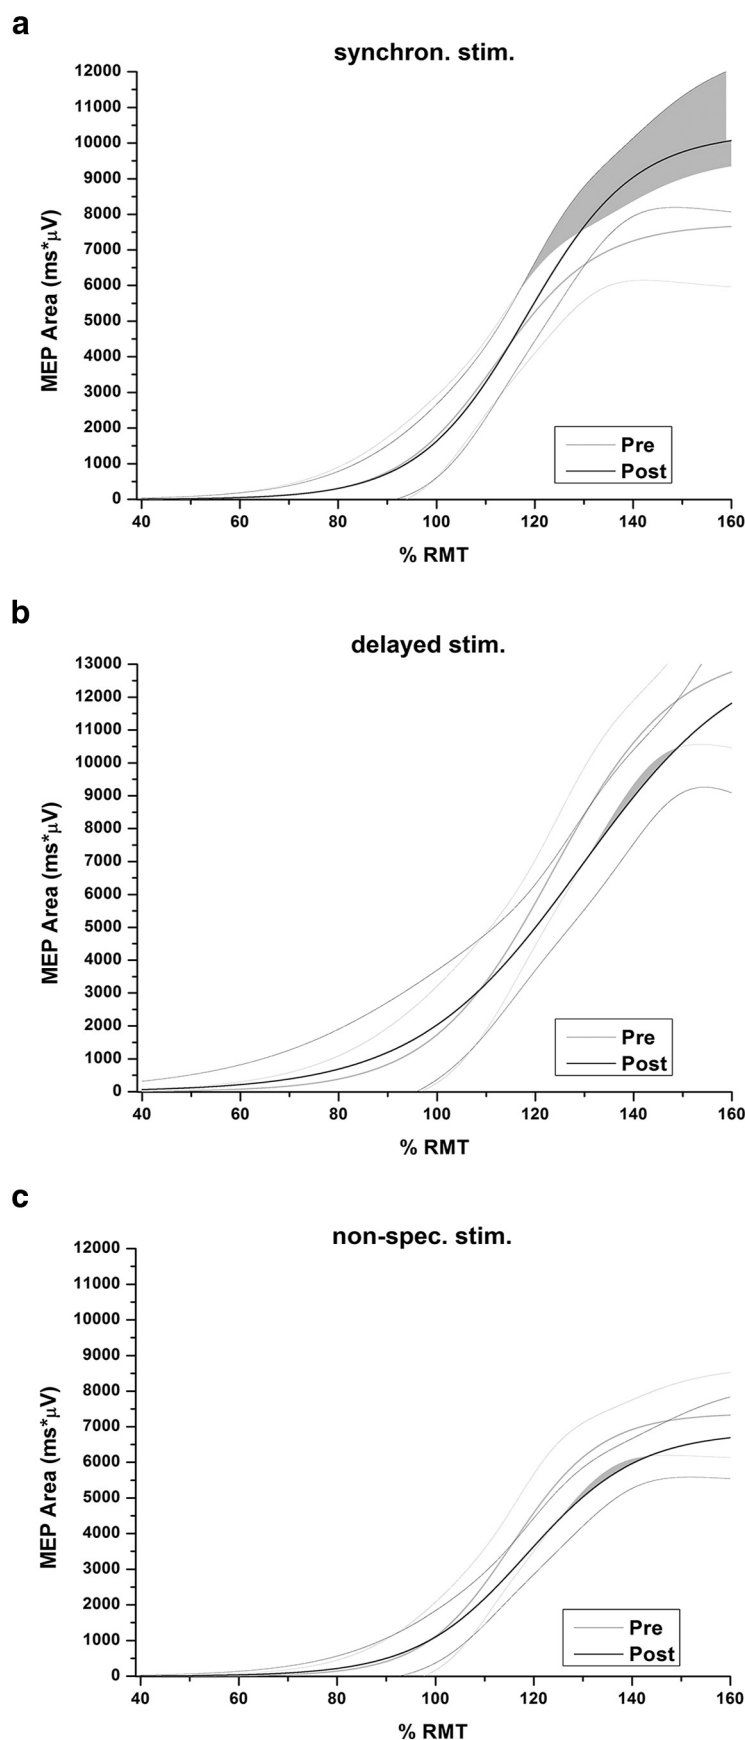 a
synchron. stim.
12000
11000
10000
9000
8000
7000
6000
5000
4000
3000
2000
1000
0
MEP Area (ms*μV)
Pre
Post
40 60 80 100 120 140 160
% RMT
b
delayed stim.
13000
12000
11000
10000
9000
8000
7000
6000
5000
4000
3000
2000
1000
0
MEP Area (ms*μV)
Pre
Post
40 60 80 100 120 140 160
% RMT
c
non-spec. stim.
12000
11000
10000
9000
8000
7000
6000
5000
4000
3000
2000
1000
0
MEP Area (ms*μV)
Pre
Post
40 60 80 100 120 140 160
% RMT